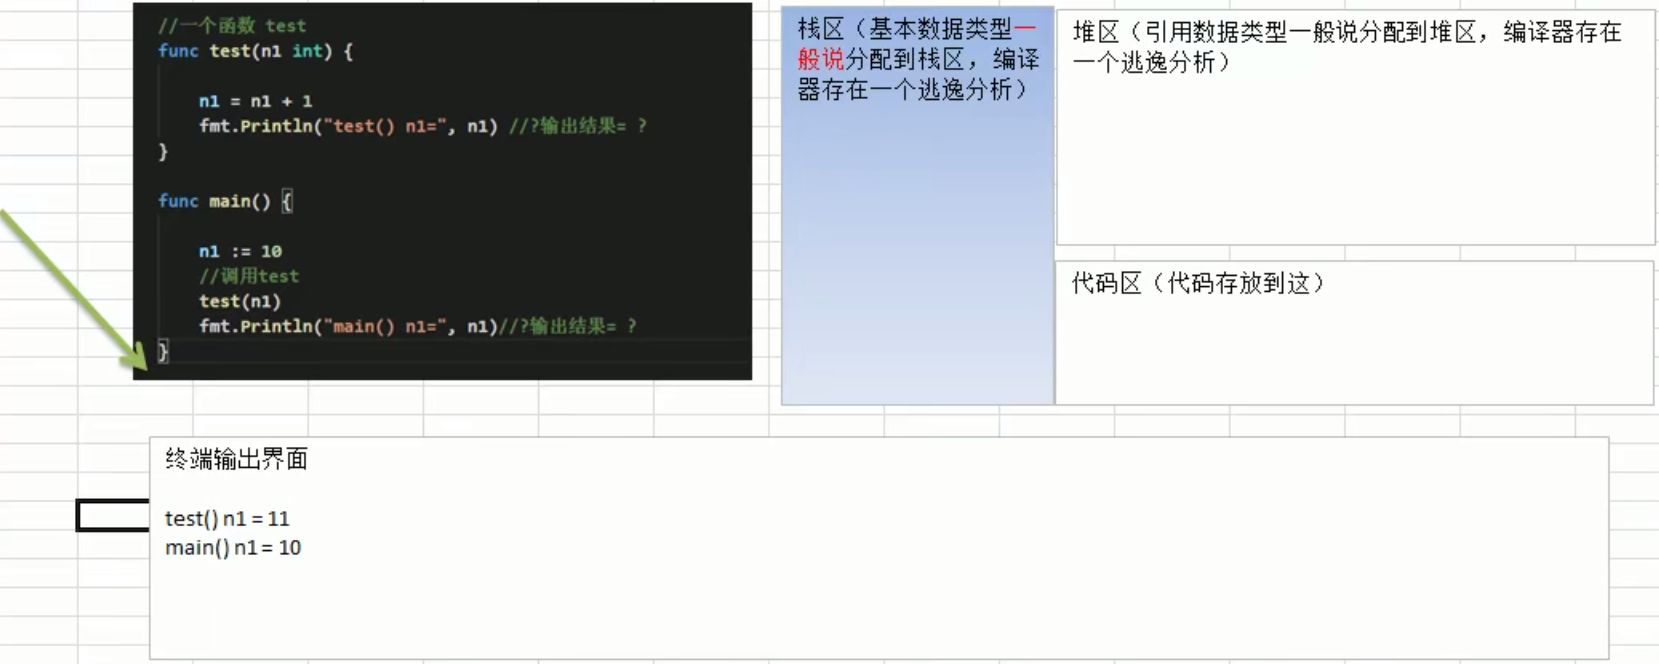 //一个函数 test
func test(n1 int) {
n1 = n1 + 1
fmt.Println("test() n1=", n1) //?输出结果= ?
}
func main() {
n1 := 10
//调用test
test(n1)
fmt.Println("main() n1=", n1)//?输出结果= ?
}
栈区（基本数据类型一
般说分配到栈区，编译
器存在一个逃逸分析）
堆区（引用数据类型一般说分配到堆区，编译器存在
一个逃逸分析）
代码区（代码存放到这）
终端输出界面
test() n1 = 11
main() n1 = 10